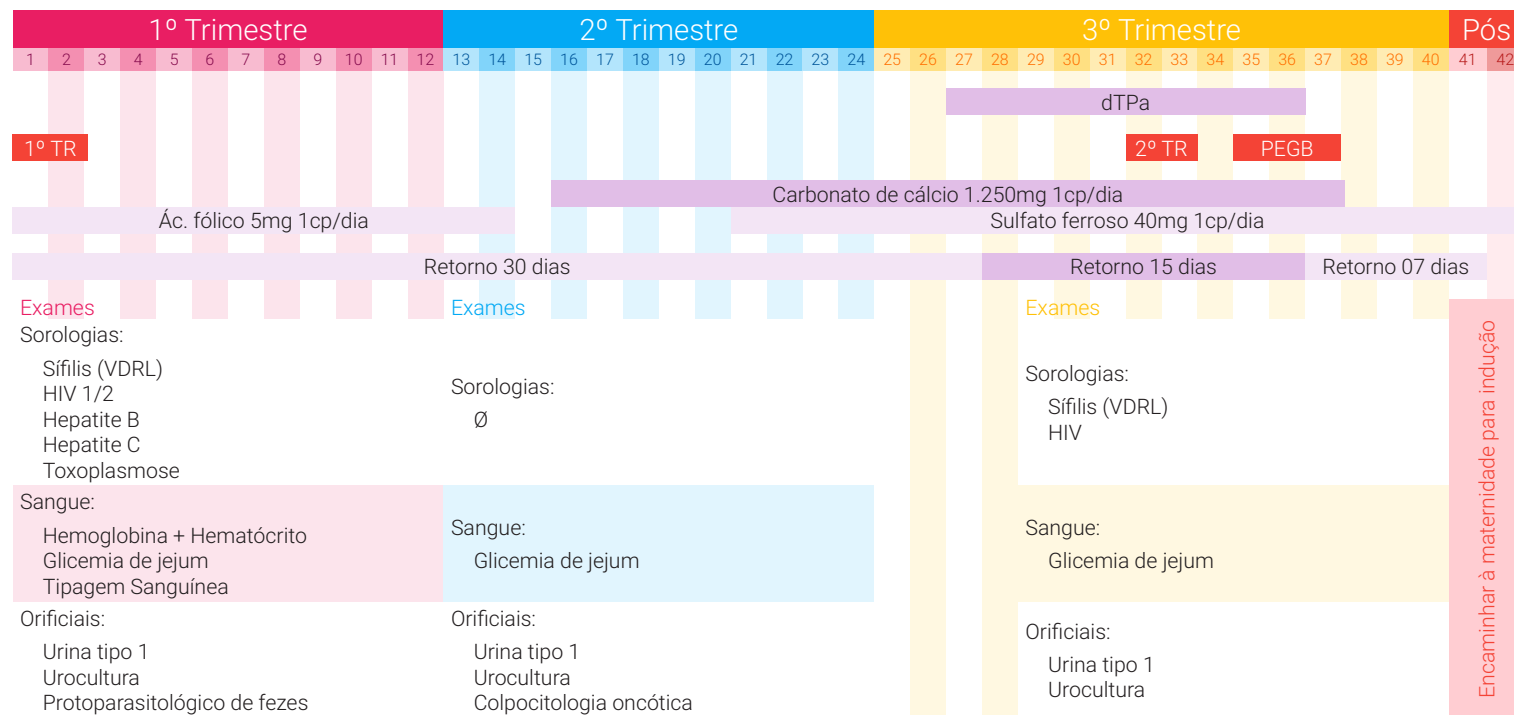 1º Trimestre 2º Trimestre 3º Trimestre Pós
1 2 3 4 5 6 7 8 9 10 11 12 13 14 15 16 17 18 19 20 21 22 23 24 25 26 27 28 29 30 31 32 33 34 35 36 37 38 39 40 41 42
dTPa
1º TR 2º TR PEGB
Carbonato de cálcio 1.250mg 1cp/dia
Ác. fólico 5mg 1cp/dia Sulfato ferroso 40mg 1cp/dia
Retorno 30 dias Retorno 15 dias Retorno 07 dias
Exames
Sorologias:
Sífilis (VDRL)
HIV 1/2
Hepatite B
Hepatite C
Toxoplasmose
Sangue:
Hemoglobina + Hematócrito
Glicemia de jejum
Tipagem Sanguínea
Orificiais:
Urina tipo 1
Urocultura
Protoparasitológico de fezes
Exames
Sorologias:
Ø
Sangue:
Glicemia de jejum
Orificiais:
Urina tipo 1
Urocultura
Colpocitologia oncótica
Exames
Sorologias:
Sífilis (VDRL)
HIV
Sangue:
Glicemia de jejum
Orificiais:
Urina tipo 1
Urocultura
Encaminhar à maternidade para indução